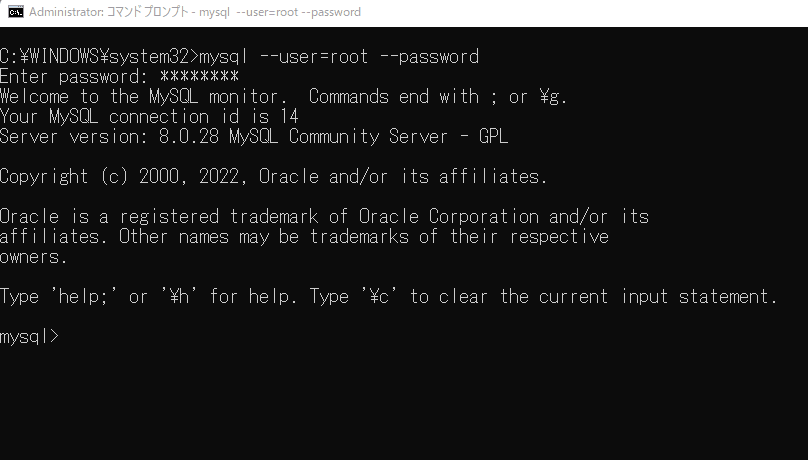 Administrator: コマンド プロンプト - mysql  --user=root --password
C:¥WINDOWS¥system32>mysql --user=root --password
Enter password: ********
Welcome to the MySQL monitor.  Commands end with ; or ¥g.
Your MySQL connection id is 14
Server version: 8.0.28 MySQL Community Server - GPL
Copyright (c) 2000, 2022, Oracle and/or its affiliates.
Oracle is a registered trademark of Oracle Corporation and/or its
affiliates. Other names may be trademarks of their respective
owners.
Type 'help;' or '¥h' for help. Type '¥c' to clear the current input statement.
mysql>